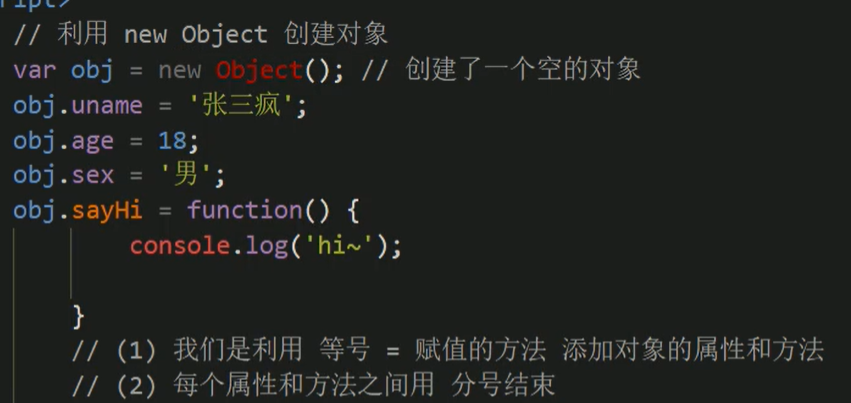 ript>
// 利用 new Object 创建对象
var obj = new Object(); // 创建了一个空的对象
obj.uname = '张三疯';
obj.age = 18;
obj.sex = '男';
obj.sayHi = function() {
console.log('hi~');
}
// (1) 我们是利用 等号 = 赋值的方法 添加对象的属性和方法
// (2) 每个属性和方法之间用 分号结束